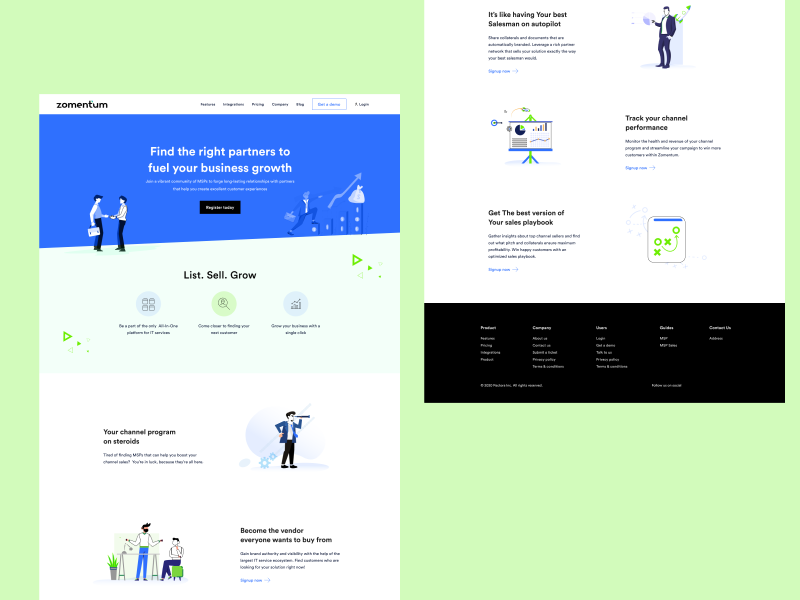 zomentum
Features
Integrations
Pricing
Company
Blog
Get a demo
Login
Find the right partners to
fuel your business growth
Join a vibrant community of MSPs to forge long-lasting relationships with partners
that help you create excellent customer experiences
Register today
List. Sell. Grow
Be a part of the only All-In-One
platform for IT services
Come closer to finding your
next customer
Grow your business with a
single click
Your channel program
on steroids
Tired of finding MSPs that can help you boost your
channel sales? You're in luck, because they're all here.
Become the vendor
everyone wants to buy from
Gain brand authority and visibility with the help of the
largest IT service ecosystem. Find customers who are
looking for your solution right now!
Signup now
It's like having Your best
Salesman on autopilot
Share collaterals and documents that are
automatically branded. Leverage a rich partner
network that sells your solution exactly the way
your best salesman would.
Signup now
Track your channel
performance
Monitor the health and revenue of your channel
program and streamline your campaign to win more
customers within Zomentum.
Signup now
Get The best version of
Your sales playbook
Gather insights about top channel sellers and find
out what pitch and collaterals ensure maximum
profitability. Win happy customers with an
optimized sales playbook.
Signup now
Product
Features
Pricing
Integrations
Product
Company
About us
Contact us
Submit a ticket
Privacy policy
Terms & conditions
Users
Login
Get a demo
Talk to us
Privacy policy
Terms & conditions
Guides
MSP
MSP Sales
Contact Us
Address
© 2020 Pactora Inc. All rights reserved.
Follow us on social